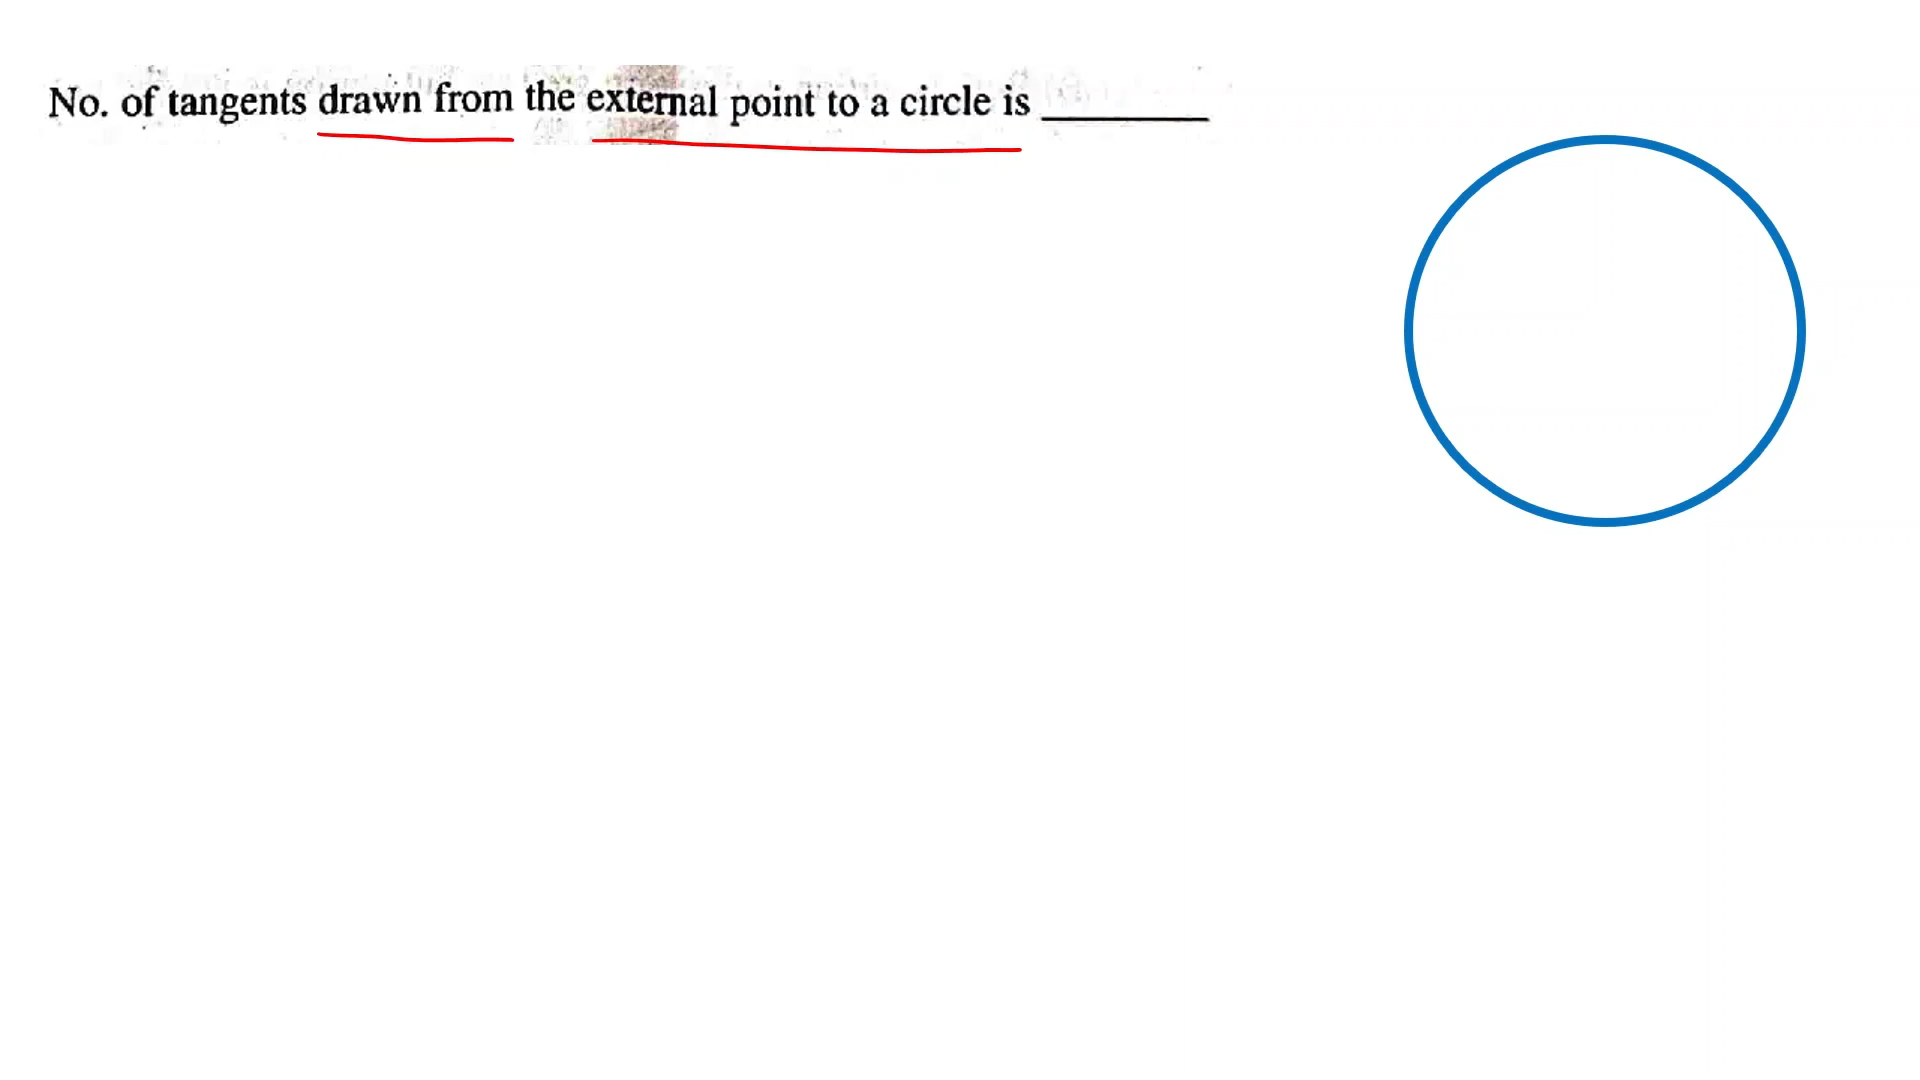 No. of tangents drawn from the external point to a circle is ________